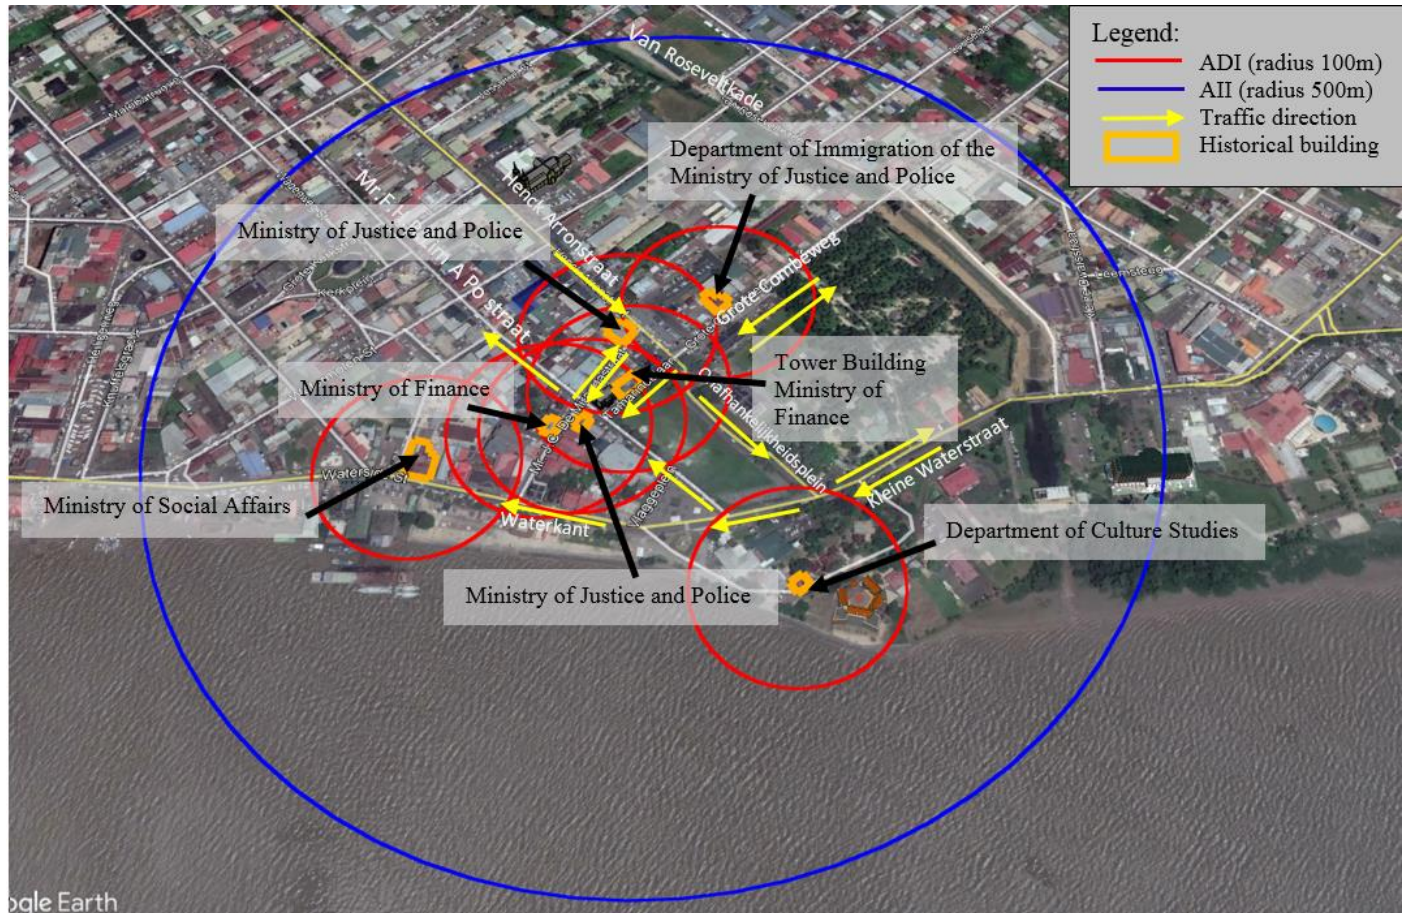 Legend:
ADI (radius 100m)
AII (radius 500m)
Traffic direction
Historical building
Van Roseveltkade
Department of Immigration of the
Ministry of Justice and Police
Henck Arronstraat
Ministry of Justice and Police
Grote Combeweg
Kerkplein
Tower Building
Ministry of
Finance
Ministry of Finance
Onafhankelijkheidsplein
Kleine Waterstraat
Ministry of Social Affairs
Waterkant
Vlaggeplein
Department of Culture Studies
Ministry of Justice and Police
ogle Earth